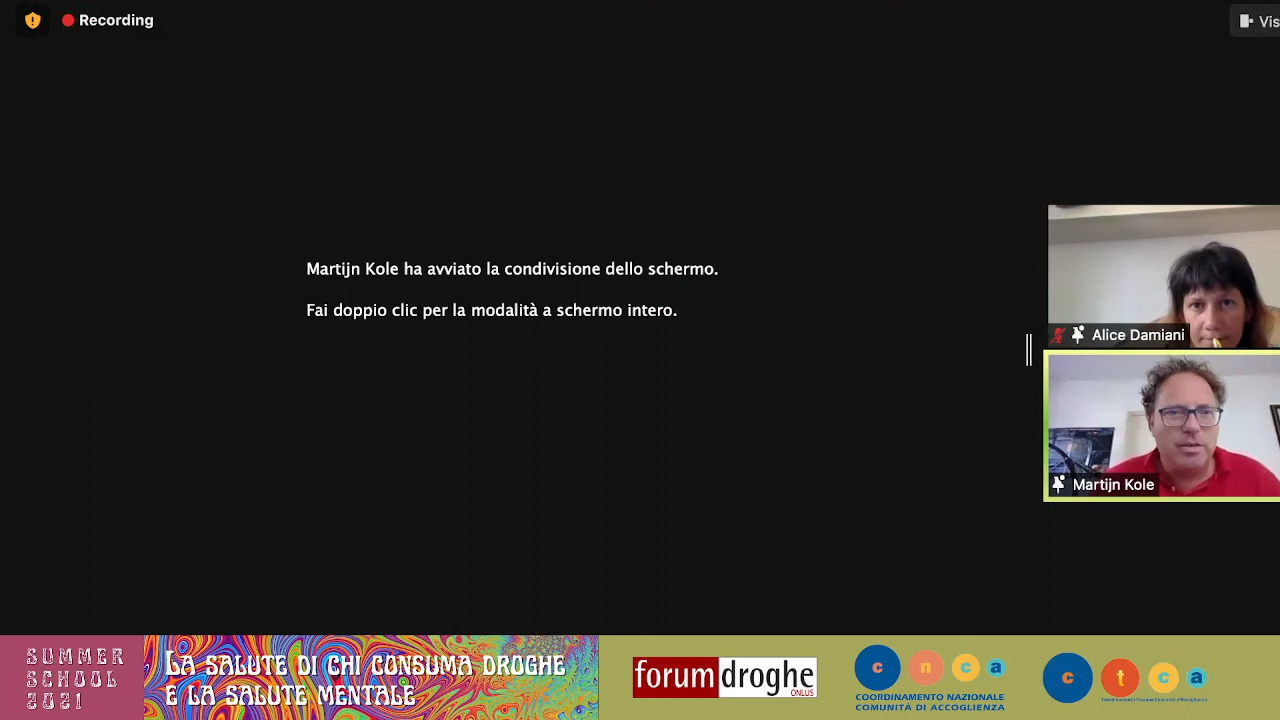 Recording
Vis
Martijn Kole ha avviato la condivisione dello schermo.
Fai doppio clic per la modalità a schermo intero.
Alice Damiani
Martijn Kole
SUMMER
SCHOOL
2021
LA SALUTE DI CHI CONSUMA DROGHE
E LA SALUTE MENTALE
forumdroghe
ONLUS
c n c a
COORDINAMENTO NAZIONALE
COMUNITÀ DI ACCOGLIENZA
c t c a